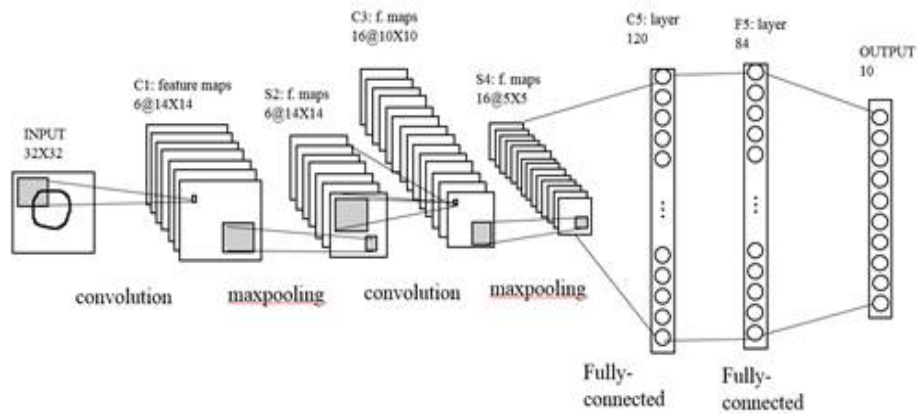 INPUT
32X32
C1: feature maps
6@14X14
S2: f. maps
6@14X14
C3: f. maps
16@10X10
S4: f. maps
16@5X5
C5: layer
120
F5: layer
84
OUTPUT
10
convolution
maxpooling
convolution
maxpooling
Fully-
connected
Fully-
connected